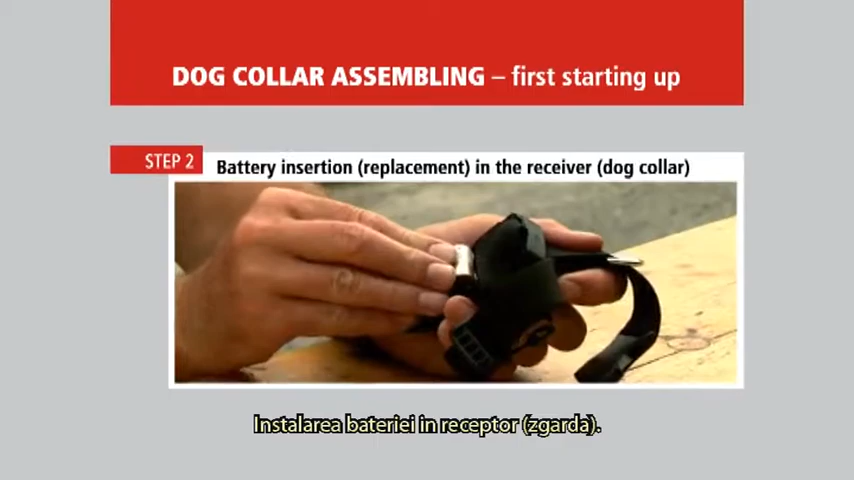 DOG COLLAR ASSEMBLING – first starting up
STEP 2
Battery insertion (replacement) in the receiver (dog collar)
Instalarea bateriei in receptor (zgarda).